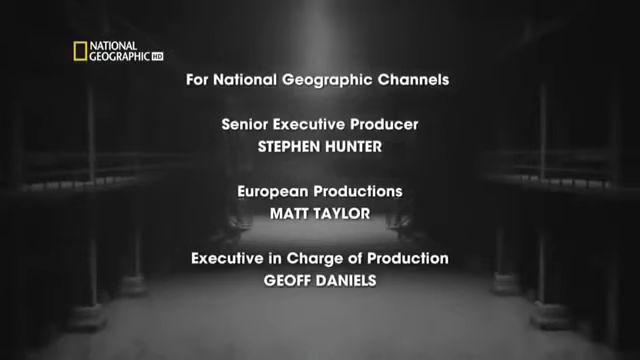 NATIONAL
GEOGRAPHIC HD
For National Geographic Channels
Senior Executive Producer
STEPHEN HUNTER
European Productions
MATT TAYLOR
Executive in Charge of Production
GEOFF DANIELS